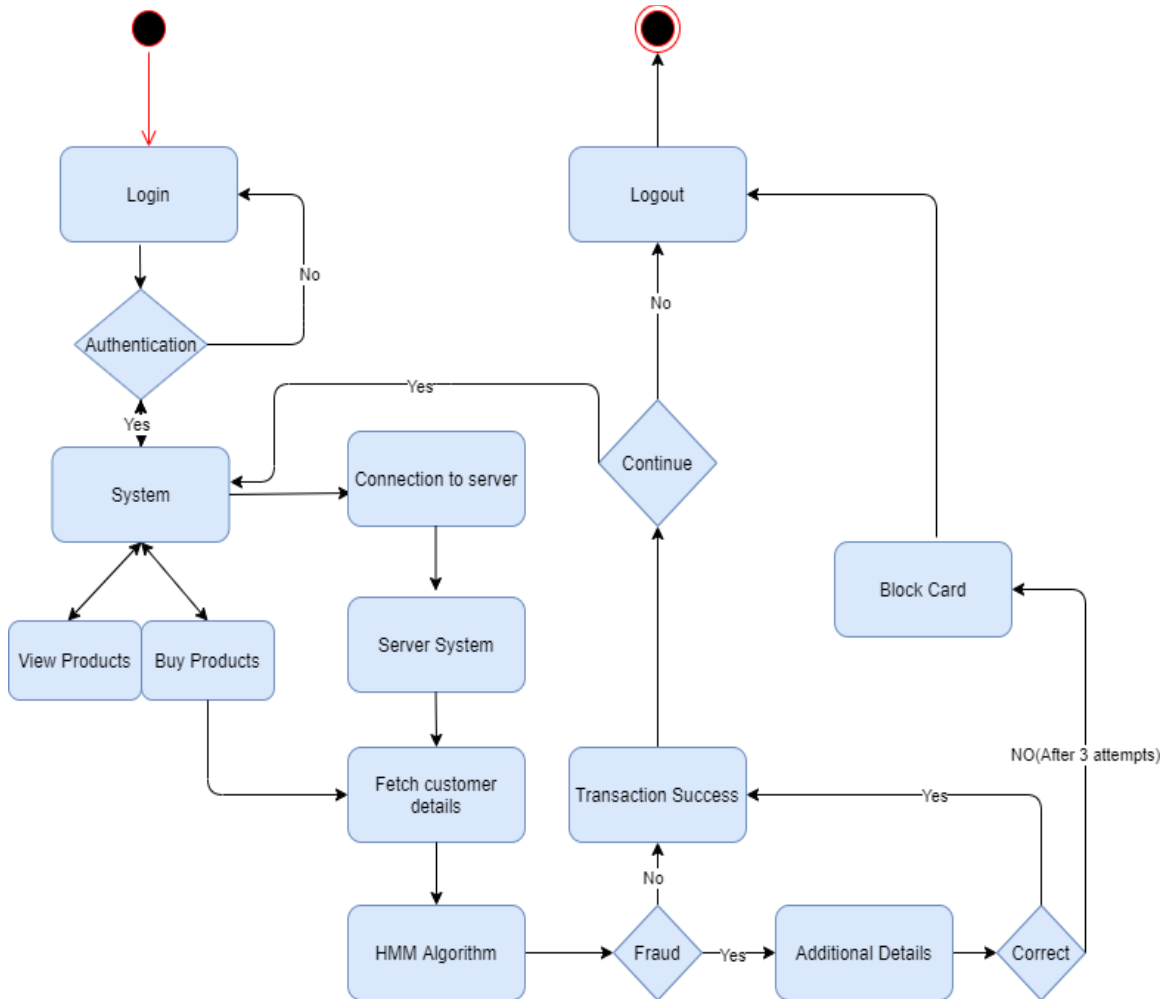 Login
Logout
No
No
Authentication
Yes
Yes
Continue
Connection to server
System
Block Card
View Products
Buy Products
Server System
NO(After 3 attempts)
Fetch customer
details
Transaction Success
Yes
No
HMM Algorithm
Fraud
Yes
Additional Details
Correct